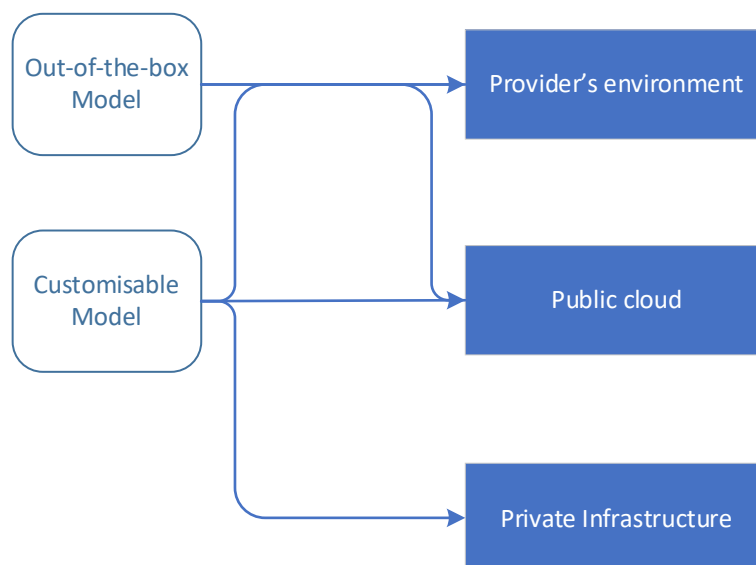 Out-of-the-box
Model
Provider’s environment
Customisable
Model
Public cloud
Private Infrastructure